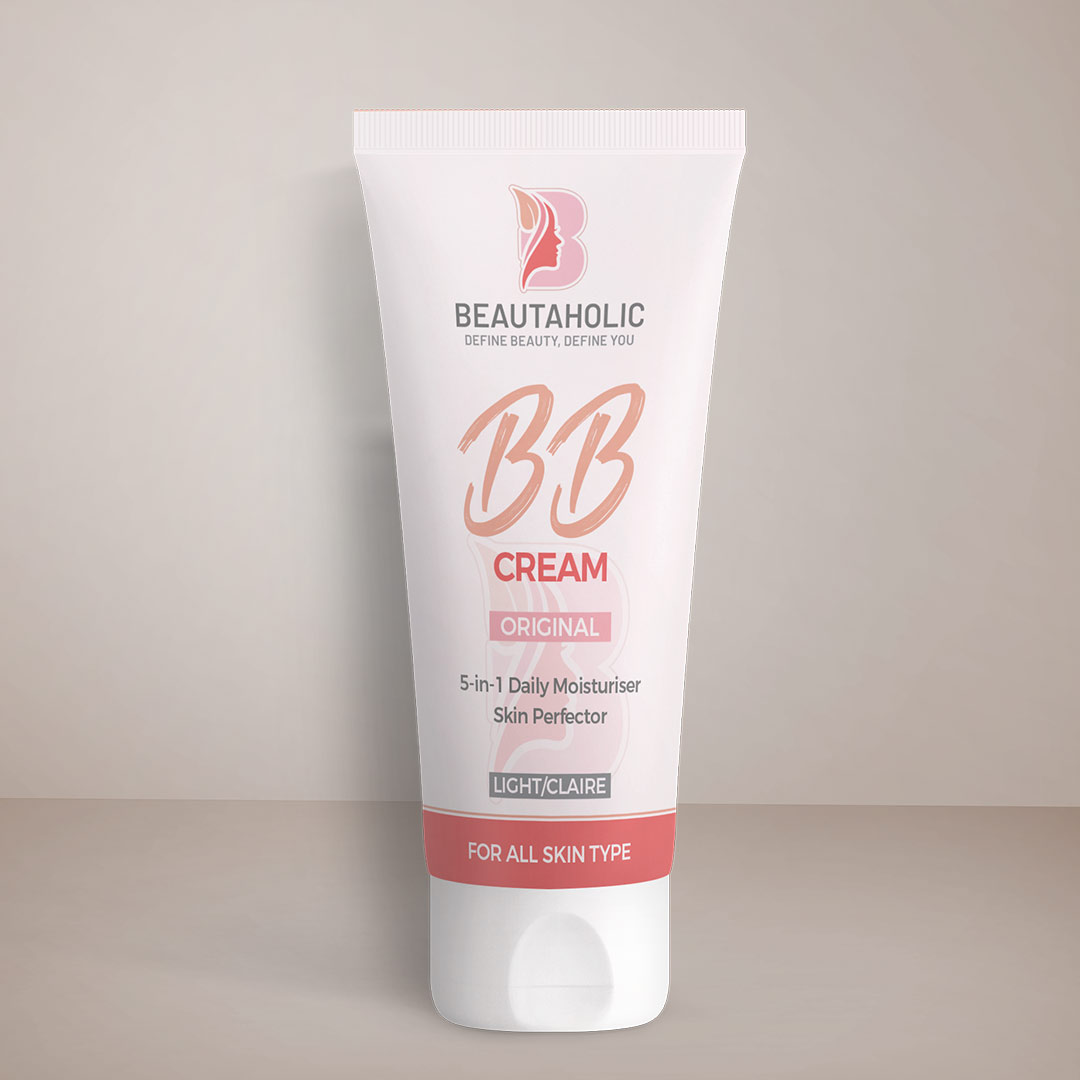 BEAUTAHOLIC
DEFINE BEAUTY, DEFINE YOU
BB
CREAM
ORIGINAL
5-in-1 Daily Moisturiser
Skin Perfector
LIGHT/CLAIRE
FOR ALL SKIN TYPE